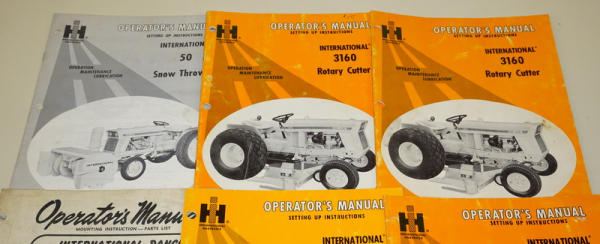 OPERATOR'S MANUAL
SETTING UP INSTRUCTIONS
INTERNATIONAL
50
Snow Throw
OPERATION
MAINTENANCE
LUBRICATION
OPERATOR'S MANUAL
SETTING UP INSTRUCTIONS
INTERNATIONAL®
3160
Rotary Cutter
OPERATION
MAINTENANCE
LUBRICATION
OPERATOR'S MANUAL
SETTING UP INSTRUCTIONS
INTERNATIONAL®
3160
Rotary Cutter
OPERATION
MAINTENANCE
LUBRICATION
Operator's Manual
MOUNTING INSTRUCTION — PARTS LIST
INTERNATIONAL
OPERATOR'S MANUAL
SETTING UP INSTRUCTIONS
INTERNATIONAL
OPERATOR'S MANUAL
SETTING UP INSTRUCTIONS
INTERNATIONAL